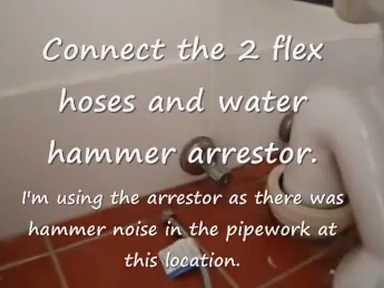 Connect the 2 flex
hoses and water
hammer arrestor.
I'm using the arrestor as there was
hammer noise in the pipework at
this location.